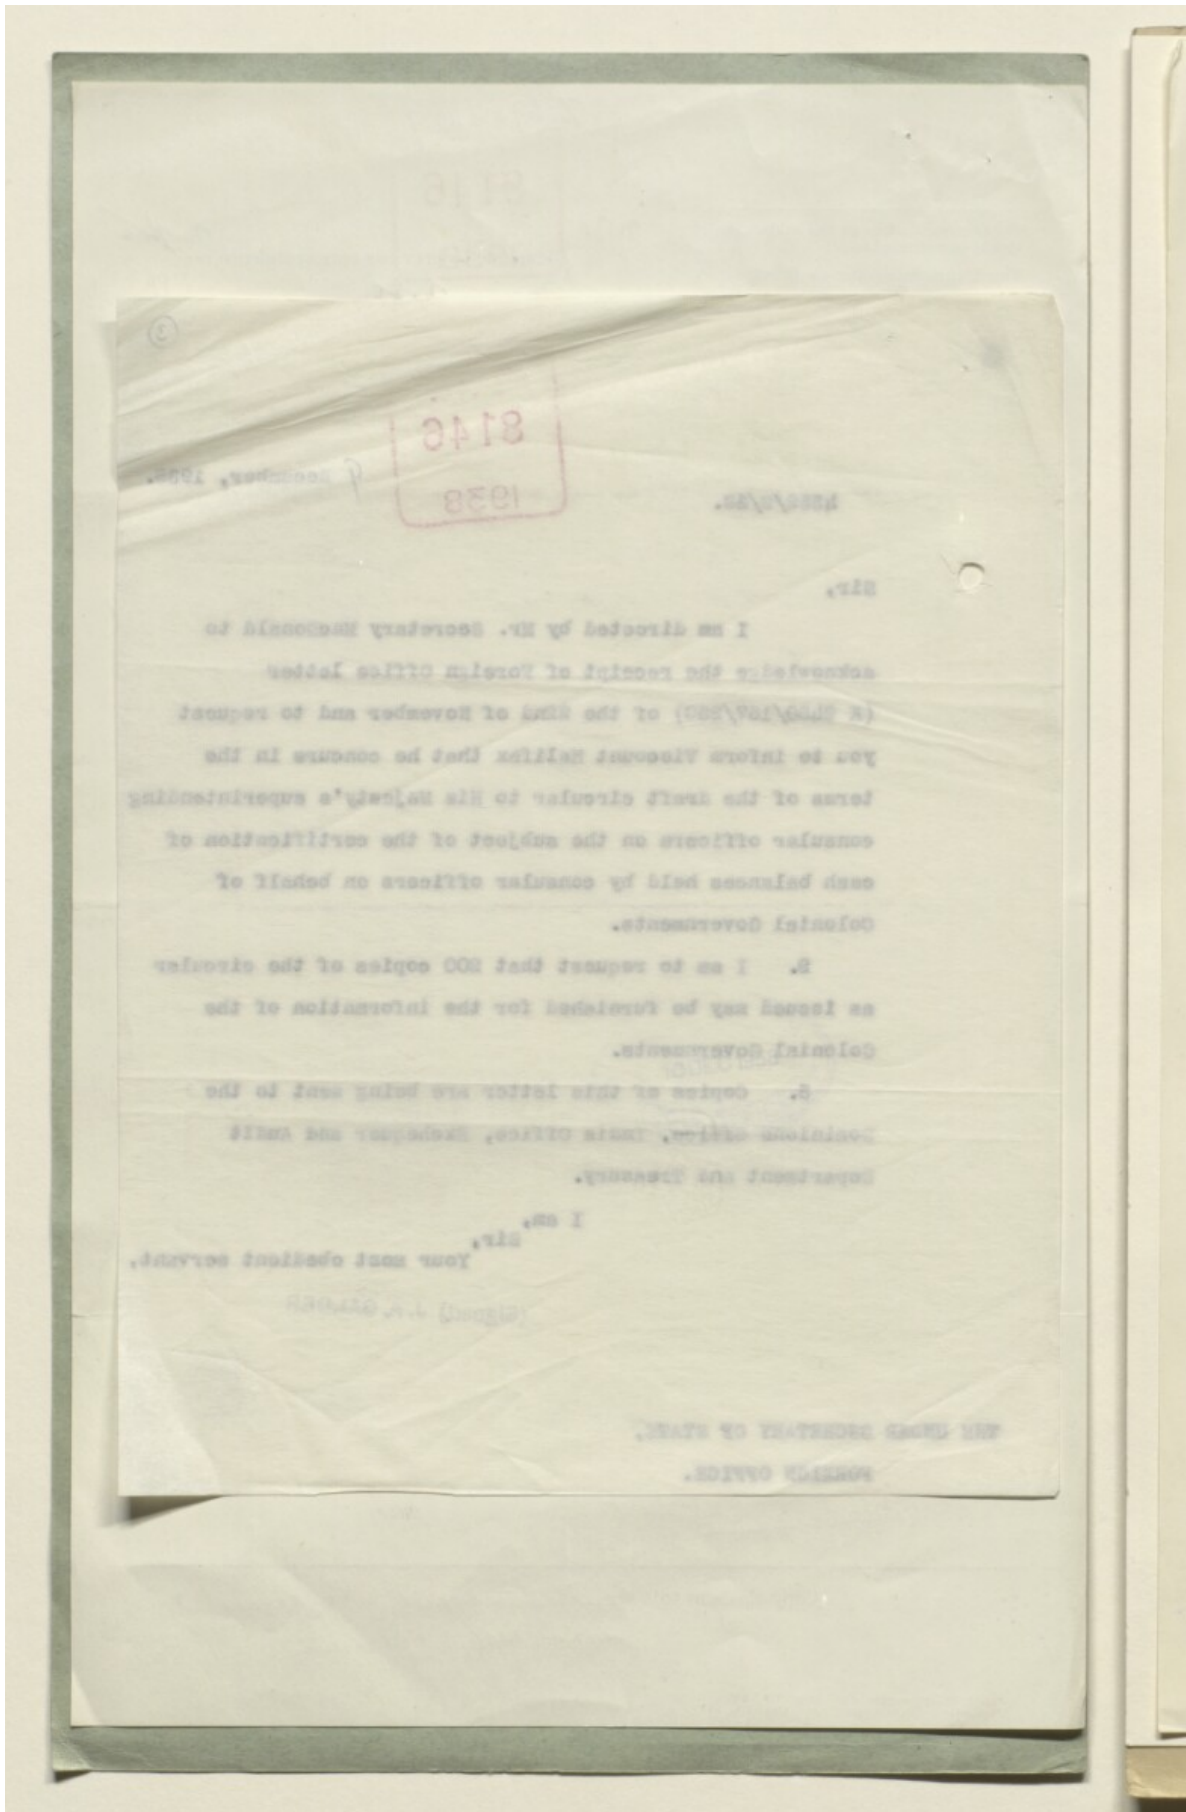 8146
1938
9 December, 1938.
Sir,
I am directed by Mr. Secretary MacDonald to
acknowledge the receipt of Foreign Office letter
of the 22nd of November and to request
you to inform Viscount Halifax that he concurs in the
terms of the draft circular to His Majesty's superintending
consular officers on the subject of the certification of
cash balances held by consular officers on behalf of
Colonial Governments.
2. I am to request that 200 copies of the circular
as issued may be furnished for the information of the
Colonial Governments.
3. Copies of this letter are being sent to the
Dominions Office, India Office, Exchequer and Audit
Department and Treasury.
I am,
Sir,
Your most obedient servant,
(Signed) J. A. CALDER
THE UNDER SECRETARY OF STATE,
FOREIGN OFFICE.